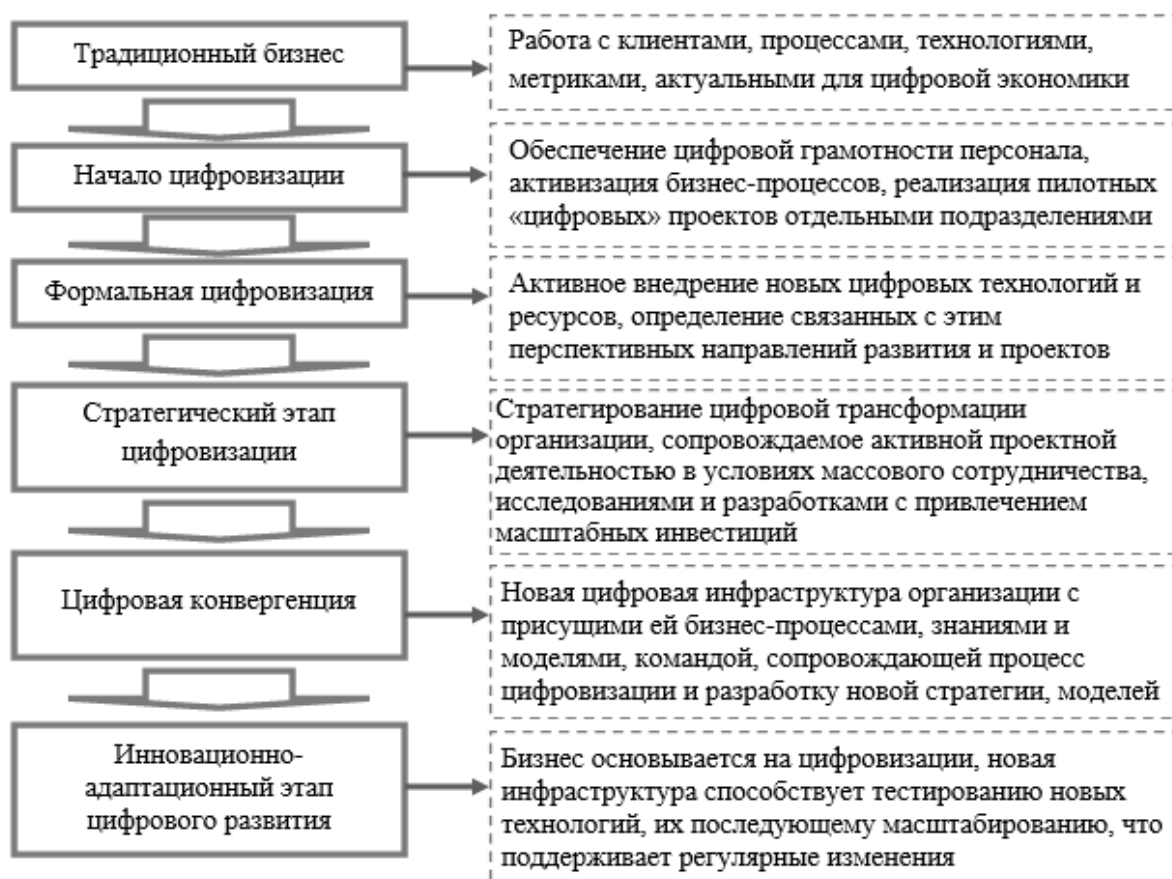 Традиционный бизнес
Работа с клиентами, процессами, технологиями,
метриками, актуальными для цифровой экономики
Начало цифровизации
Обеспечение цифровой грамотности персонала,
активизация бизнес-процессов, реализация пилотных
«цифровых» проектов отдельными подразделениями
Формальная цифровизация
Активное внедрение новых цифровых технологий и
ресурсов, определение связанных с этим
перспективных направлений развития и проектов
Стратегический этап
цифровизации
Стратегирование цифровой трансформации
организации, сопровождаемое активной проектной
деятельностью в условиях массового сотрудничества,
исследованиями и разработками с привлечением
масштабных инвестиций
Цифровая конвергенция
Новая цифровая инфраструктура организации с
присущими ей бизнес-процессами, знаниями и
моделями, командой, сопровождающей процесс
цифровизации и разработку новой стратегии, моделей
Инновационно-
адаптационный этап
цифрового развития
Бизнес основывается на цифровизации, новая
инфраструктура способствует тестированию новых
технологий, их последующему масштабированию, что
поддерживает регулярные изменения